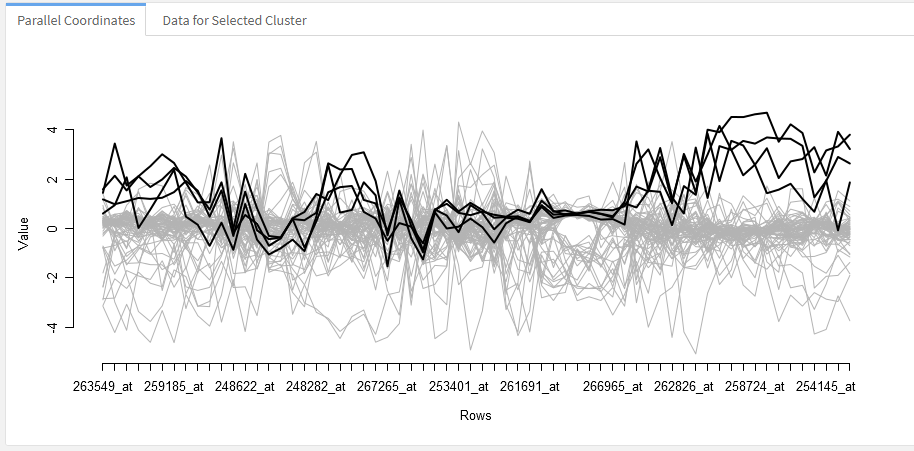 Parallel Coordinates Data for Selected Cluster
4
2
0
-2
-4
Value
263549_at 259185_at 248622_at 248282_at 267265_at 253401_at 261191_at 266965_at 262826_at 258724_at 254145_at
Rows